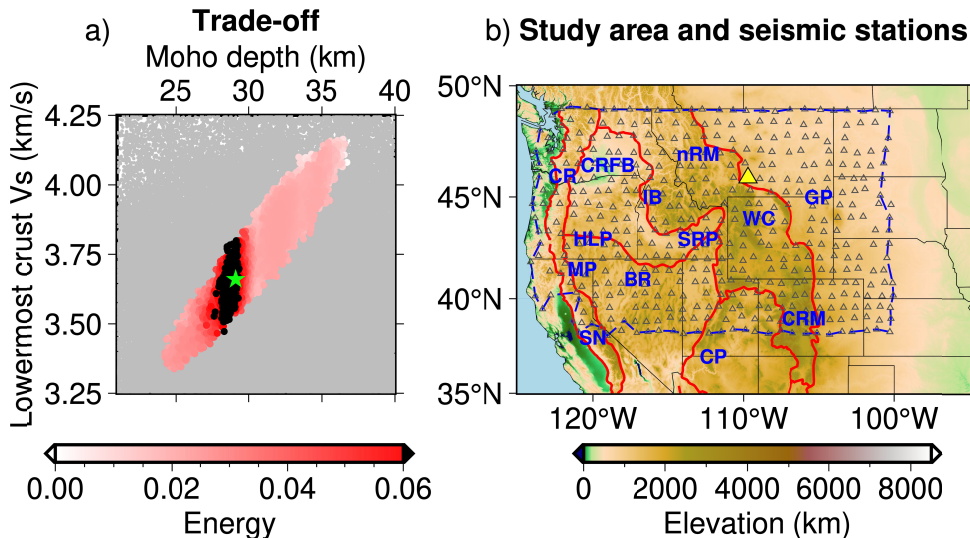 a)
Trade-off
Moho depth (km)
25 30 35 40
Lowermost crust Vs (km/s)
4.25
4.00
3.75
3.50
3.25
0.00 0.02 0.04 0.06
Energy
b) Study area and seismic stations
50°N
45°N
40°N
35°N
CR
CRFB
nRM
IB
WC
GP
HLP
SRP
MP
BR
SN
CP
CRM
120°W 110°W 100°W
0 2000 4000 6000 8000
Elevation (km)